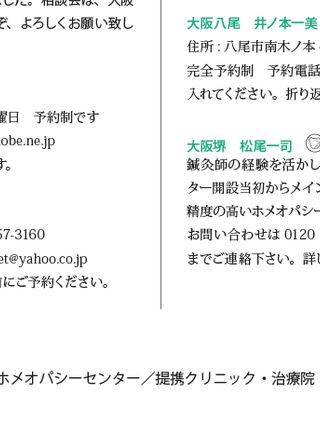 ました。相談会は、大阪
ぞ、よろしくお願い致し
曜日　予約制です
obe.ne.jp
す。
57-3160
et@yahoo.co.jp
前にご予約ください。
大阪八尾　井ノ本一美
住所：八尾市南木ノ本
完全予約制　予約電話
入れてください。折り返
大阪堺　松尾一司
鍼灸師の経験を活かし
ター開設当初からメイン
精度の高いホメオパシー
お問い合わせは 0120
までご連絡下さい。詳し
ホメオパシーセンター／提携クリニック・治療院